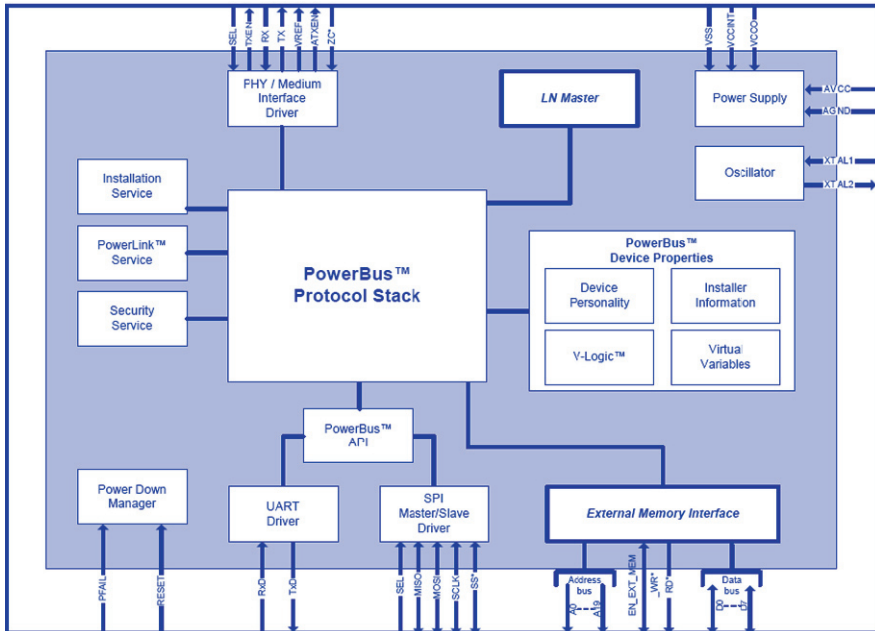 SEL
TXEN
RX
TX
VREF
ATXEN
ZC*
VSS
VCCINT
VCCO
PHY / Medium
Interface
Driver
LN Master
Power Supply
AVCC
AGND
Oscillator
XTAL1
XTAL2
Installation
Service
PowerLink™
Service
Security
Service
PowerBus™
Protocol Stack
PowerBus™
Device Properties
Device
Personality
Installer
Information
V-Logic™
Virtual
Variables
PowerBus™
API
Power Down
Manager
UART
Driver
SPI
Master/Slave
Driver
External Memory Interface
PFAIL
RESET
RxD
TxD
SEL
MISO
MOSI
SCLK
SS*
Address
bus
A0
A19
EN_EXT_MEM
_WR*
RD*
Data
bus
D0
D7